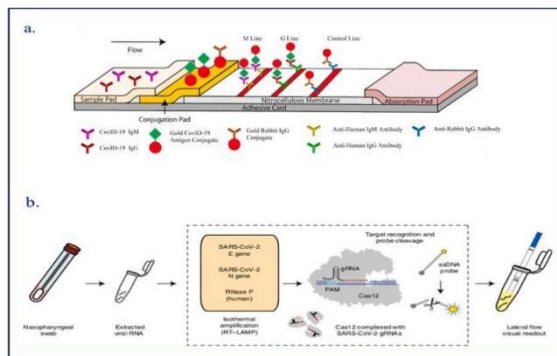 a.
Flow
M Line
G Line
Control Line
Sample Pad
Nitrocellulous Membrane
Absorption Pad
Adhesive Card
Conjugation Pad
CovID-19 IgM
CovID-19 IgG
Gold CovID-19
Antigen Conjugate
Gold Rabbit IgG
Conjugate
Anti-Human IgM Antibody
Anti-Human IgG Antibody
Anti-Rabbit IgG Antibody
b.
SARS-CoV-2
E gene
SARS-CoV-2
N gene
RNase P
(human)
Isothermal
amplification
(RT–LAMP)
Target recognition and
probe cleavage
gRNA
PAM
Cas12
ssDNA
probe
Cas12 complexed with
SARS-CoV-2 gRNAs
Nasopharyngeal
swab
Extracted
viral RNA
Lateral flow
visual readout